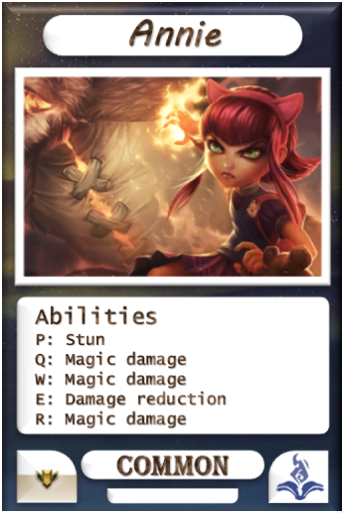 Annie
Abilities
P: Stun
Q: Magic damage
W: Magic damage
E: Damage reduction
R: Magic damage
COMMON